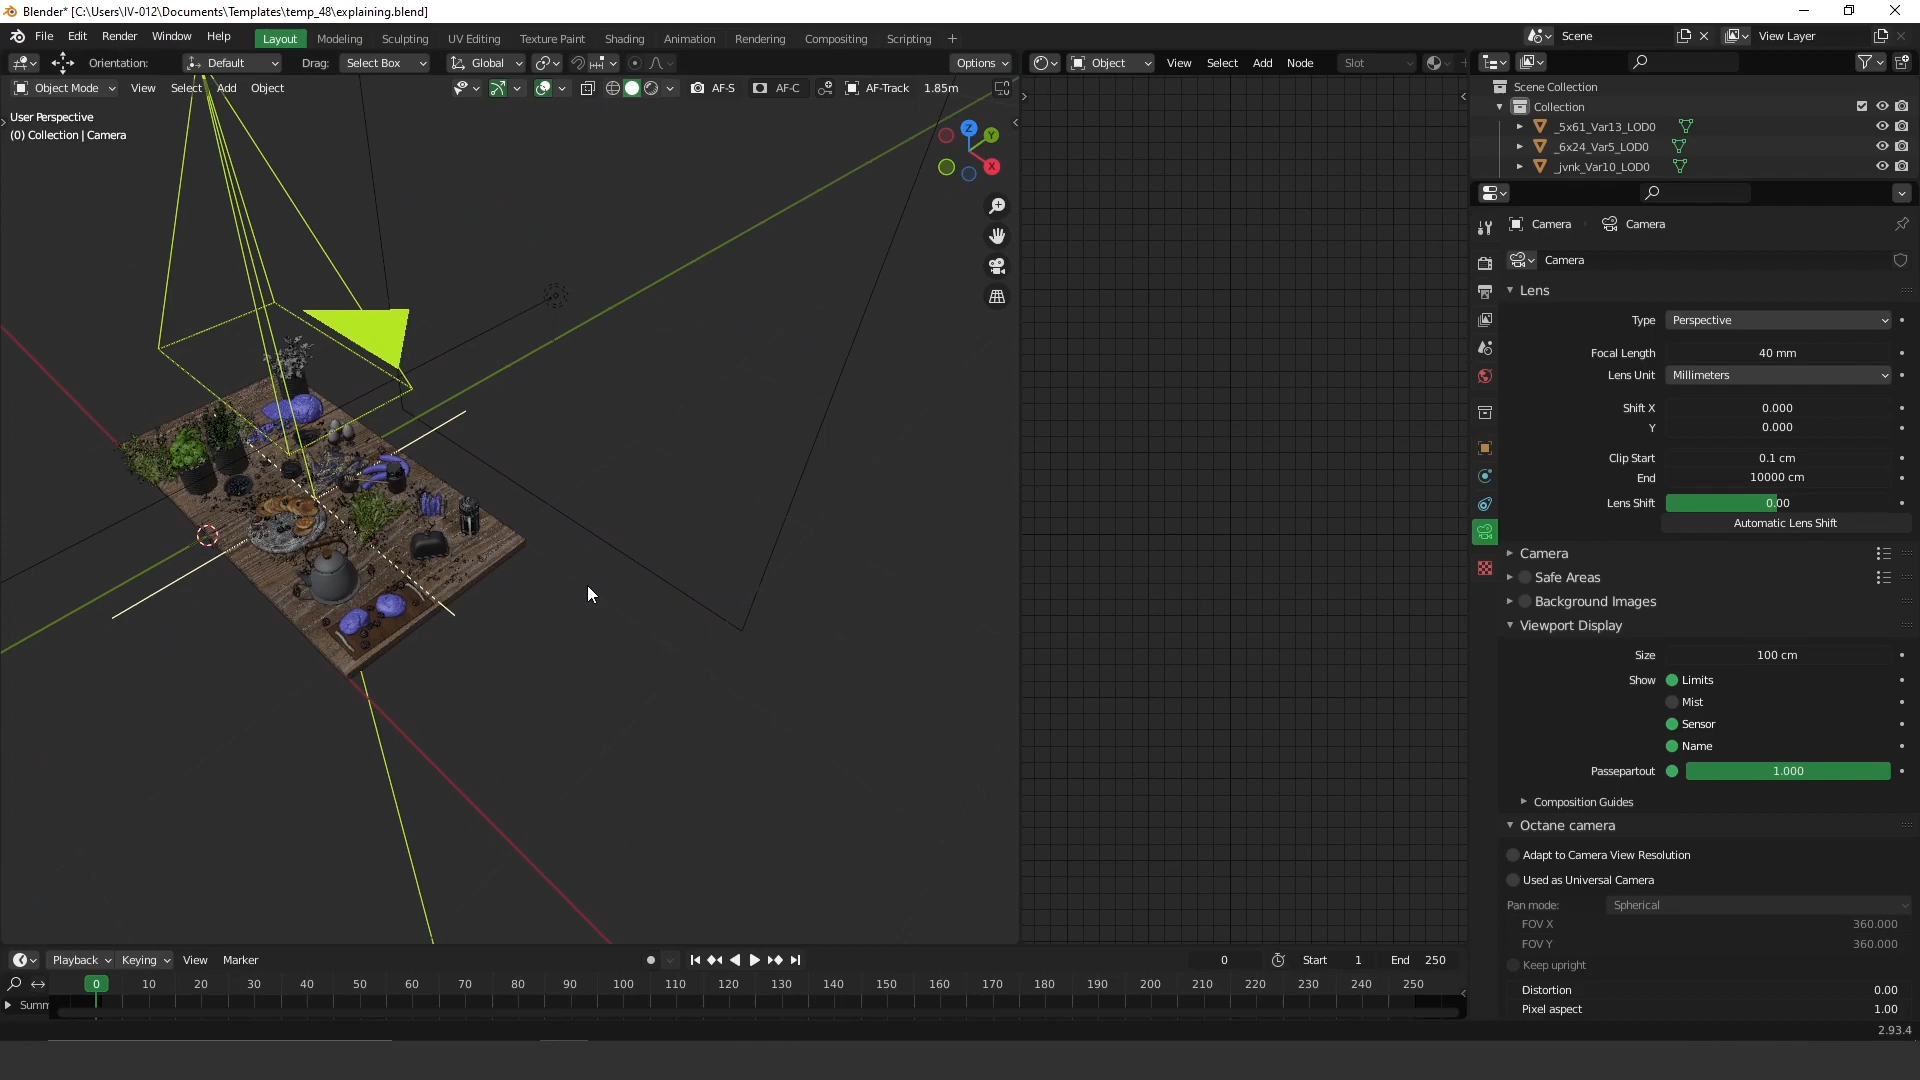 Blender* [C:\Users\IV-012\Documents\Templates\temp_48\explaining.blend]
File Edit Render Window Help Layout Modeling Sculpting UV Editing Texture Paint Shading Animation Rendering Compositing Scripting + Scene View Layer
Orientation: Default Drag: Select Box Global Options Object View Select Add Node Slot
Object Mode View Select Add Object AF-S AF-C AF-Track 1.85m
User Perspective
(0) Collection | Camera
Z
Y
X
Scene Collection
Collection
_5x61_Var13_LOD0
_6x24_Var5_LOD0
_jvnk_Var10_LOD0
Camera Camera
Camera
Lens
Type Perspective
Focal Length 40 mm
Lens Unit Millimeters
Shift X 0.000
Y 0.000
Clip Start 0.1 cm
End 10000 cm
Lens Shift 0.00
Automatic Lens Shift
Camera
Safe Areas
Background Images
Viewport Display
Size 100 cm
Show Limits
Mist
Sensor
Name
Passepartout 1.000
Composition Guides
Octane camera
Adapt to Camera View Resolution
Used as Universal Camera
Pan mode: Spherical
FOV X 360.000
FOV Y 360.000
Keep upright
Distortion 0.00
Pixel aspect 1.00
Playback Keying View Marker 0 Start 1 End 250
0 10 20 30 40 50 60 70 80 90 100 110 120 130 140 150 160 170 180 190 200 210 220 230 240 250
Summ
2.93.4